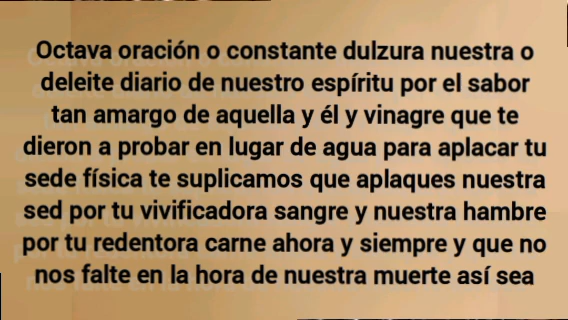 Octava oración o constante dulzura nuestra o
deleite diario de nuestro espíritu por el sabor
tan amargo de aquella y él y vinagre que te
dieron a probar en lugar de agua para aplacar tu
sede física te suplicamos que aplaques nuestra
sed por tu vivificadora sangre y nuestra hambre
por tu redentora carne ahora y siempre y que no
nos falte en la hora de nuestra muerte así sea